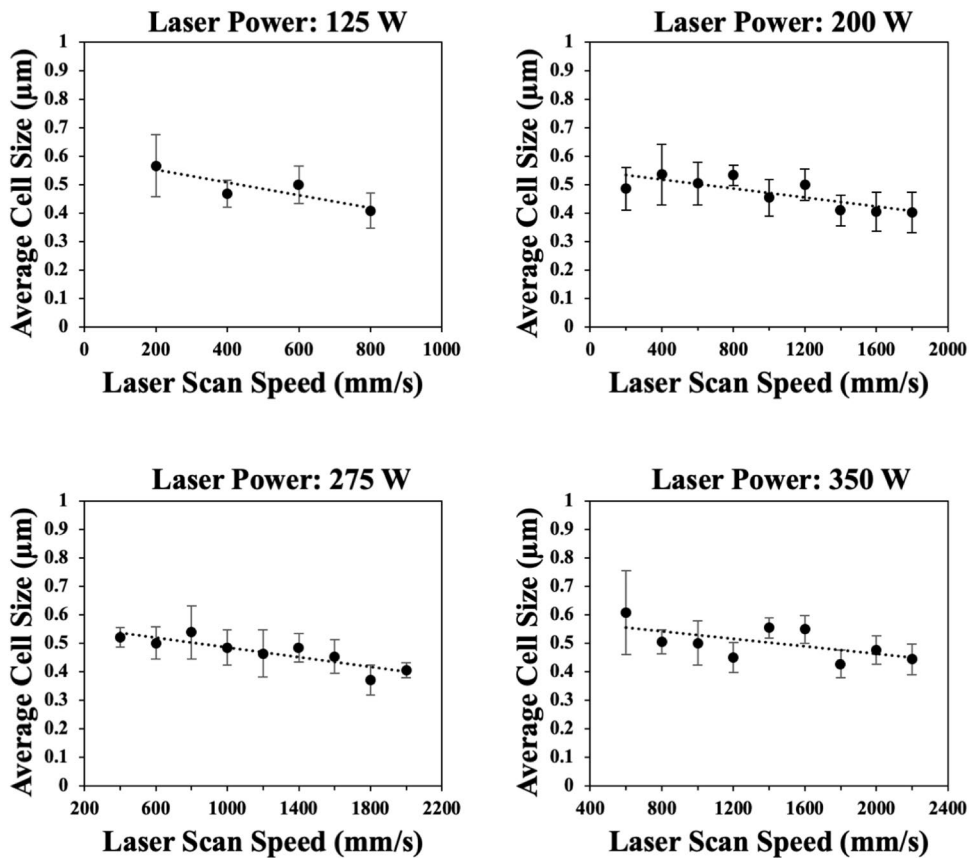 Laser Power: 125 W
Average Cell Size (µm)
1
0.9
0.8
0.7
0.6
0.5
0.4
0.3
0.2
0.1
0
0 200 400 600 800 1000
Laser Scan Speed (mm/s)
Laser Power: 200 W
Average Cell Size (µm)
1
0.9
0.8
0.7
0.6
0.5
0.4
0.3
0.2
0.1
0
0 400 800 1200 1600 2000
Laser Scan Speed (mm/s)
Laser Power: 275 W
Average Cell Size (µm)
1
0.9
0.8
0.7
0.6
0.5
0.4
0.3
0.2
0.1
0
200 600 1000 1400 1800 2200
Laser Scan Speed (mm/s)
Laser Power: 350 W
Average Cell Size (µm)
1
0.9
0.8
0.7
0.6
0.5
0.4
0.3
0.2
0.1
0
400 800 1200 1600 2000 2400
Laser Scan Speed (mm/s)